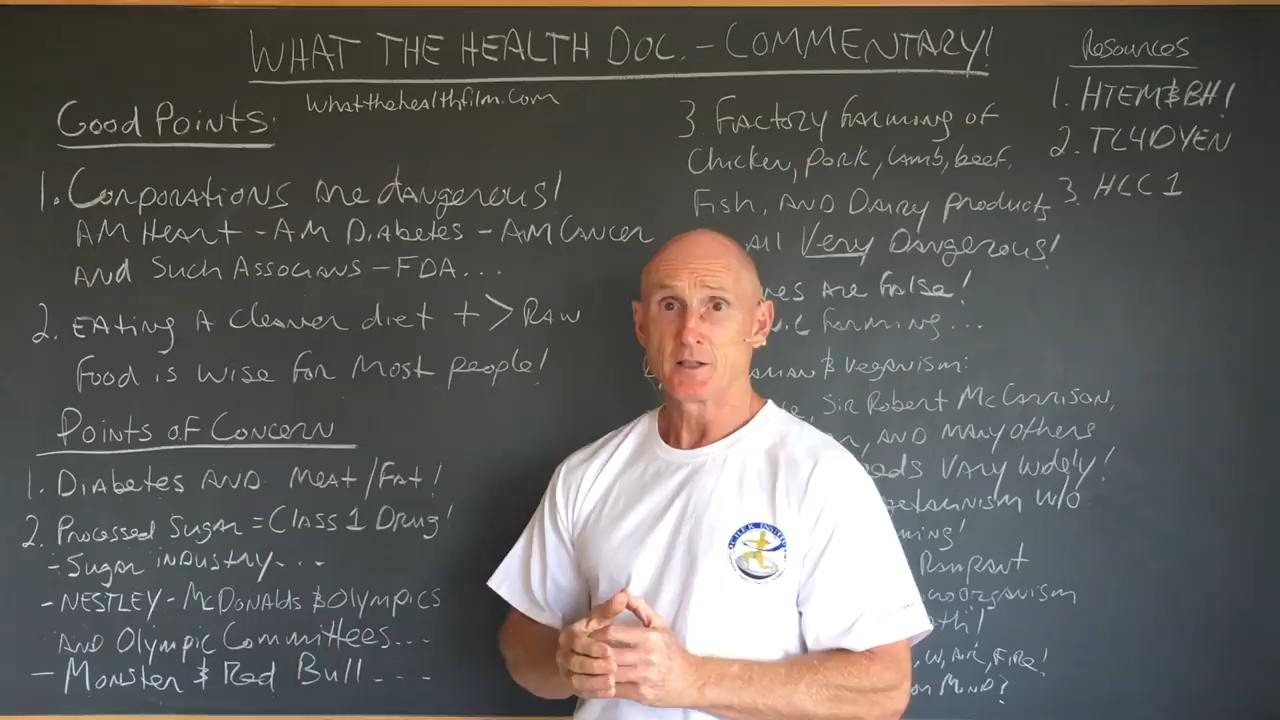 WHAT THE HEALTH DOC. - COMMENTARY!
whatthehealthfilm.com
Good Points:
1. Corporations are dangerous!
AM Heart - AM Diabetes - AM Cancer
AND Such Associans - FDA...
2. EAting A cleaner diet + > RAW
Food is wise for most people!
Points of Concern
1. Diabetes AND Meat/Fat!
2. Processed Sugar = Class 1 Drug!
- Sugar industry...
- NESTLEY - McDonalds & Olympics
AND Olympic Committees...
- Monster & Red Bull ...
3. Factory Farming of
Chicken, pork, lamb, beef,
Fish, AND Dairy products
All Very Dangerous!
are false!
farming...
& Veganism:
Sir Robert McCarrison,
AND MANy others
Vary widely!
w/o
Rampant
W, Air, Fire!
Mind?
Resources
1. HTEM&BH!
2. TL4DYEN
3. HCC 1
CHEK INSTIT